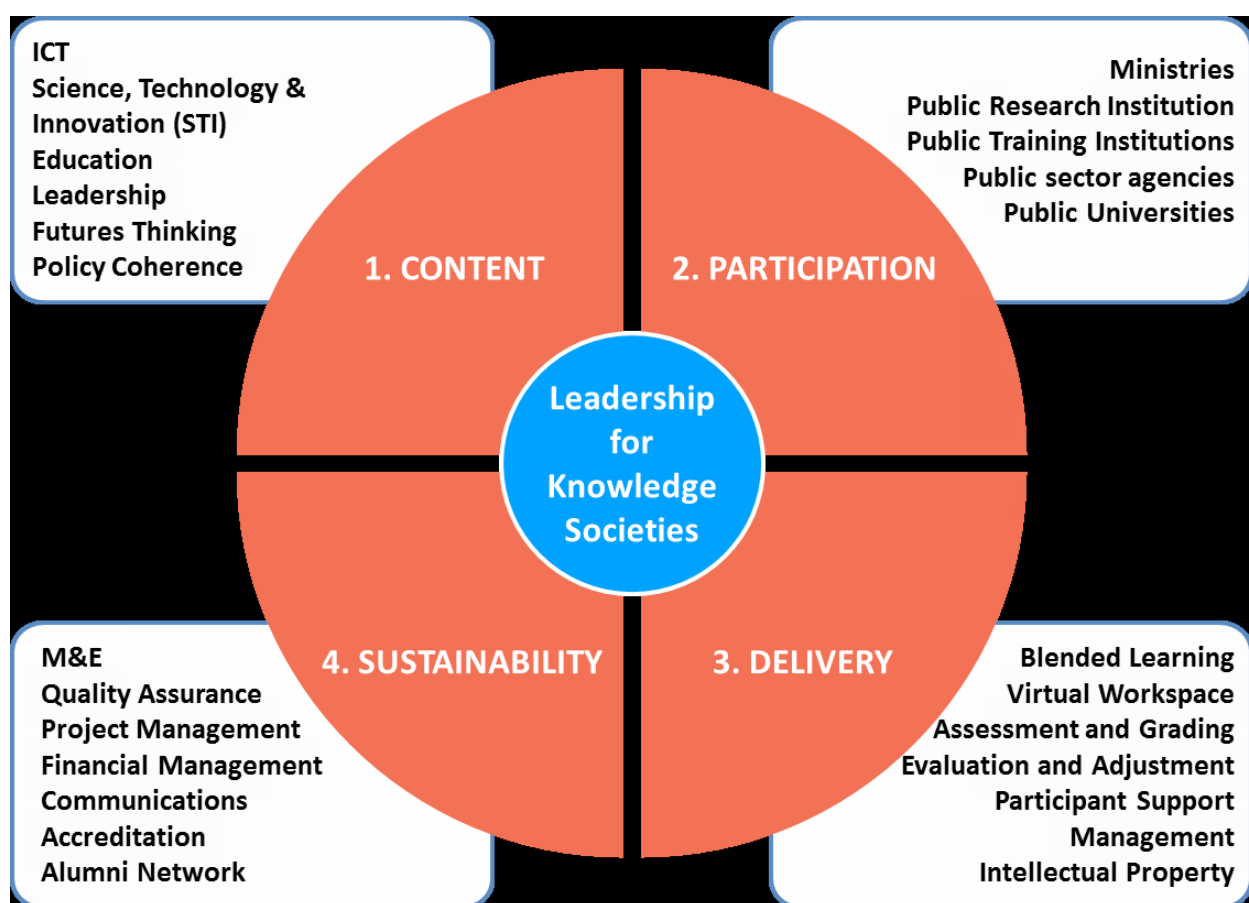 ICT
Science, Technology &
Innovation (STI)
Education
Leadership
Futures Thinking
Policy Coherence
Ministries
Public Research Institution
Public Training Institutions
Public sector agencies
Public Universities
1. CONTENT
2. PARTICIPATION
Leadership
for
Knowledge
Societies
4. SUSTAINABILITY
3. DELIVERY
M&E
Quality Assurance
Project Management
Financial Management
Communications
Accreditation
Alumni Network
Blended Learning
Virtual Workspace
Assessment and Grading
Evaluation and Adjustment
Participant Support
Management
Intellectual Property